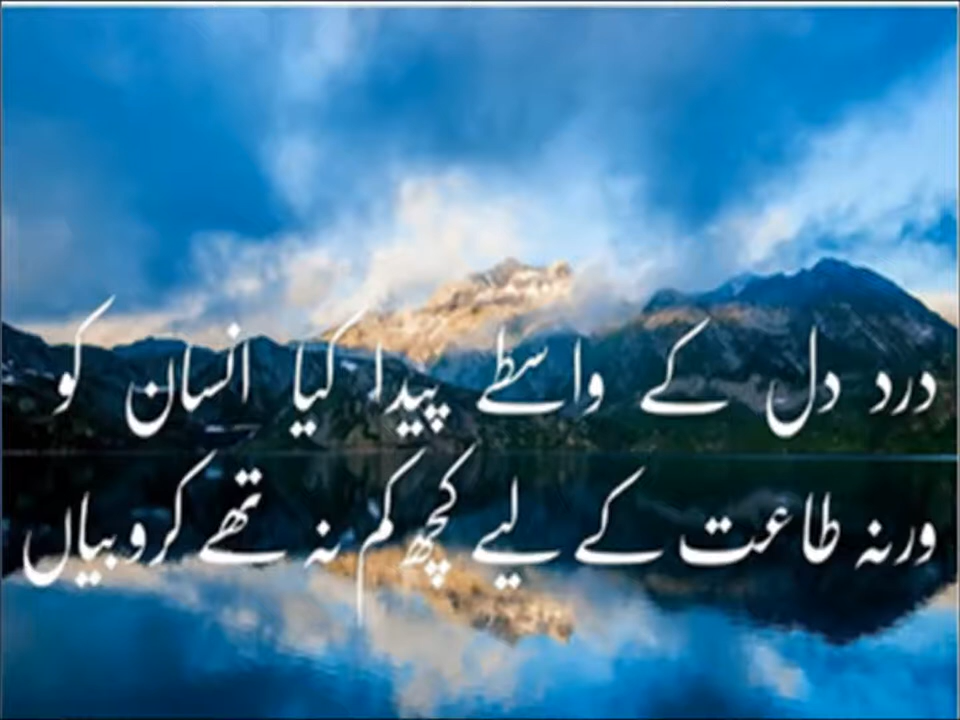 درد دل کے واسطے پیدا کیا انسان کو
ورنہ طاعت کے لیے کچھ کم نہ تھے کروبیاں